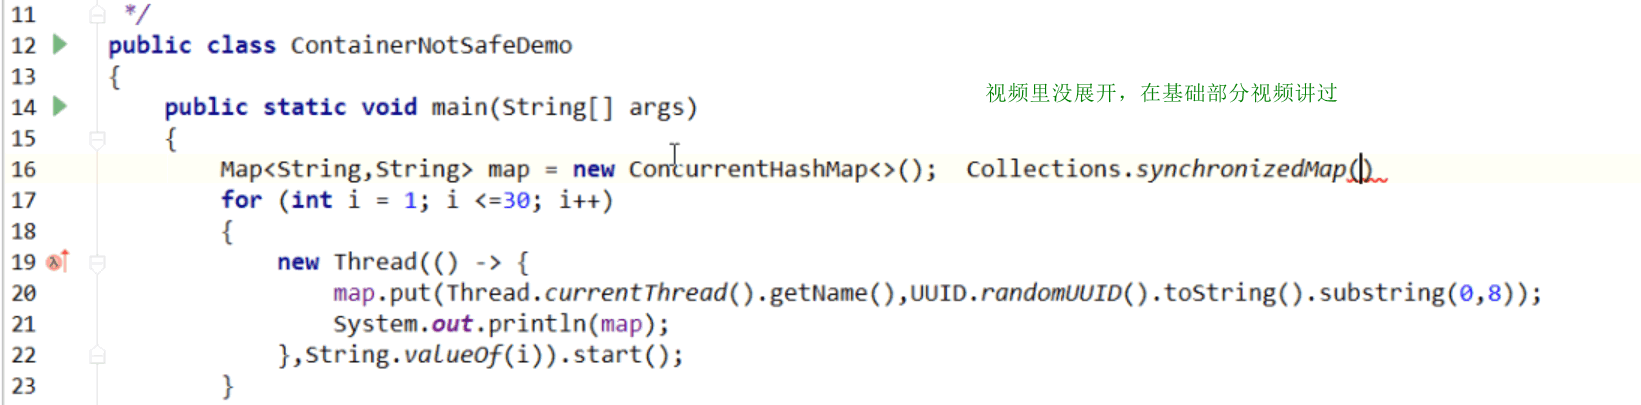 11 */
12 public class ContainerNotSafeDemo
13 {
视频里没展开，在基础部分视频讲过
14 public static void main(String[] args)
15 {
16 Map<String,String> map = new ConcurrentHashMap<>(); Collections.synchronizedMap()
17 for (int i = 1; i <=30; i++)
18 {
19 new Thread(() -> {
20 map.put(Thread.currentThread().getName(),UUID.randomUUID().toString().substring(0,8));
21 System.out.println(map);
22 },String.valueOf(i)).start();
23 }